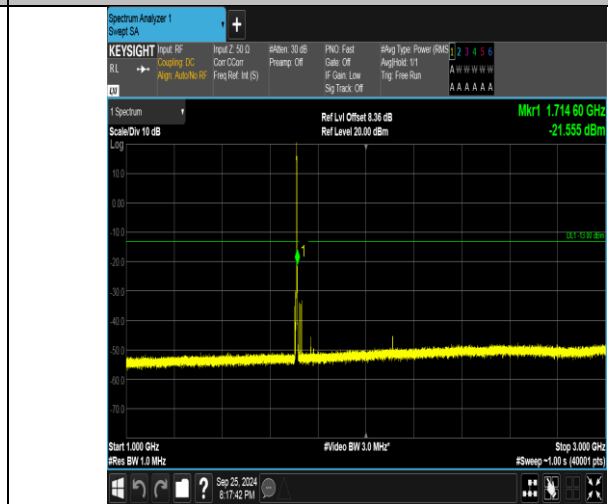 Spectrum Analyzer 1
Swept SA
+
KEYSIGHT Input: RF Input Z: 50 Ω #Atten: 30 dB PNO: Fast #Avg Type: Power (RMS 1 2 3 4 5 6
RL Coupling: DC Corr CCorr Preamp: Off Gate: Off Avg|Hold: 1/1 A W W W W W
Align: Auto/No RF Freq Ref: Int (S) IF Gain: Low Trig: Free Run A A A A A A
LXI Sig Track: Off
1 Spectrum Ref Lvl Offset 8.36 dB Mkr1 1.714 60 GHz
Scale/Div 10 dB Ref Level 20.00 dBm -21.555 dBm
Log
10.0
0.00
-10.0
DL1 -13.00 dBm
1
-20.0
-30.0
-40.0
-50.0
-60.0
-70.0
Start 1.000 GHz #Video BW 3.0 MHz* Stop 3.000 GHz
#Res BW 1.0 MHz #Sweep ~1.00 s (40001 pts)
? Sep 25, 2024
8:17:42 PM